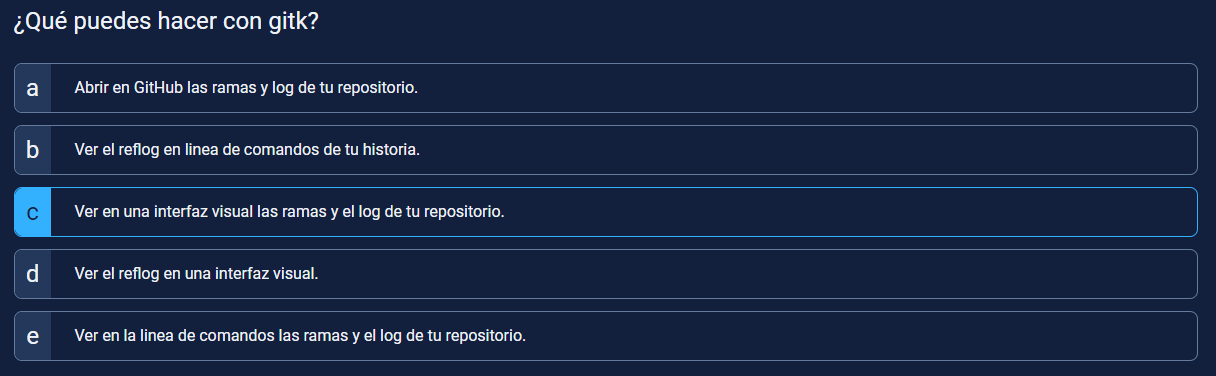 ¿Qué puedes hacer con gitk?
a
Abrir en GitHub las ramas y log de tu repositorio.
b
Ver el reflog en linea de comandos de tu historia.
c
Ver en una interfaz visual las ramas y el log de tu repositorio.
d
Ver el reflog en una interfaz visual.
e
Ver en la linea de comandos las ramas y el log de tu repositorio.